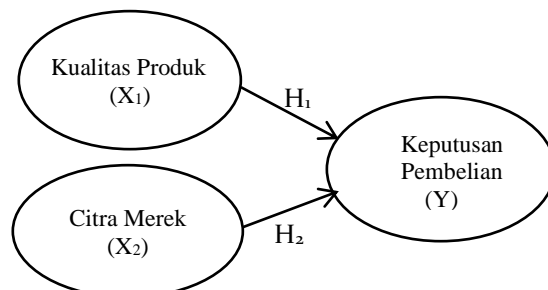 Kualitas Produk
(X₁)
H₁
Keputusan
Pembelian
(Y)
Citra Merek
(X₂)
H₂